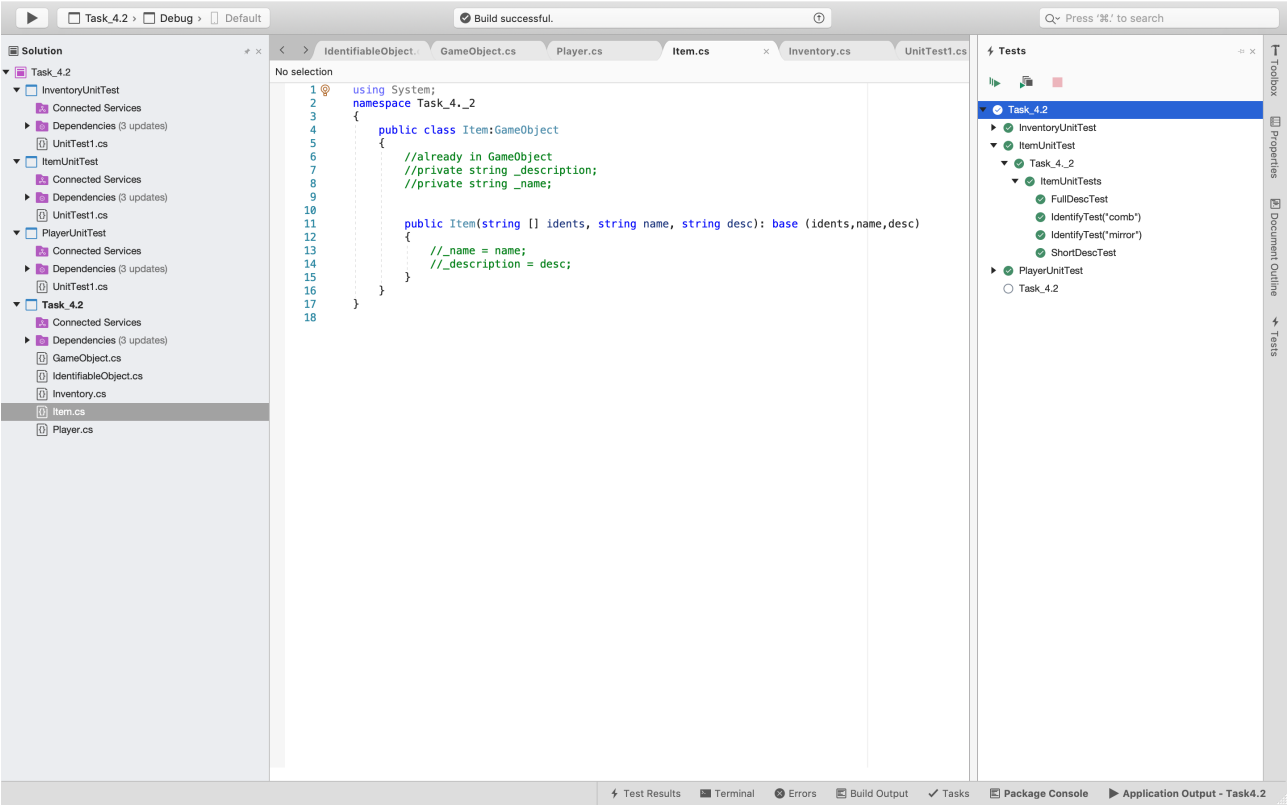 Task_4.2 › Debug › Default
Build successful.
Press '⌘.' to search
Solution
Task_4.2
InventoryUnitTest
Connected Services
Dependencies (3 updates)
UnitTest1.cs
ItemUnitTest
Connected Services
Dependencies (3 updates)
UnitTest1.cs
PlayerUnitTest
Connected Services
Dependencies (3 updates)
UnitTest1.cs
Task_4.2
Connected Services
Dependencies (3 updates)
GameObject.cs
IdentifiableObject.cs
Inventory.cs
Item.cs
Player.cs
IdentifiableObject. GameObject.cs Player.cs Item.cs Inventory.cs UnitTest1.cs
No selection
1 using System;
2 namespace Task_4._2
3 {
4 public class Item:GameObject
5 {
6 //already in GameObject
7 //private string _description;
8 //private string _name;
9
10
11 public Item(string [] idents, string name, string desc): base (idents,name,desc)
12 {
13 //_name = name;
14 //_description = desc;
15 }
16 }
17 }
18
Tests
Task_4.2
InventoryUnitTest
ItemUnitTest
Task_4._2
ItemUnitTests
FullDescTest
IdentifyTest("comb")
IdentifyTest("mirror")
ShortDescTest
PlayerUnitTest
Task_4.2
Toolbox
Properties
Document Outline
Tests
Test Results Terminal Errors Build Output Tasks Package Console Application Output - Task4.2